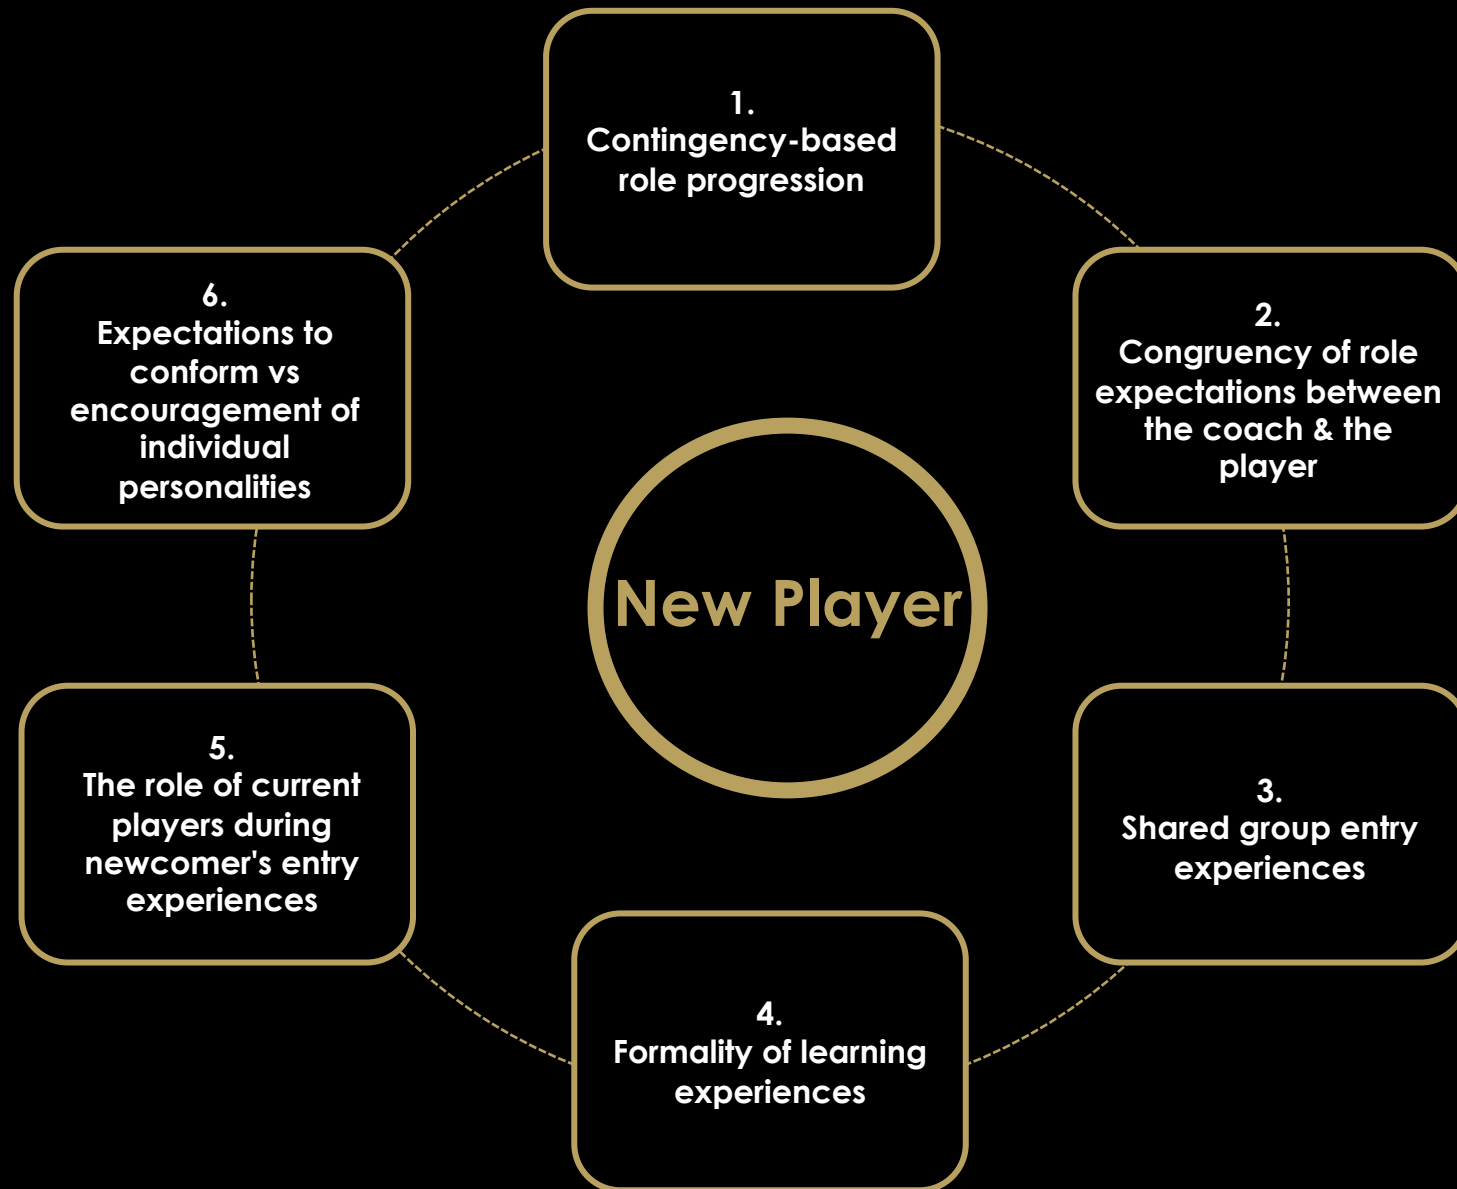 1.
Contingency-based
role progression
2.
Congruency of role
expectations between
the coach & the
player
3.
Shared group entry
experiences
4.
Formality of learning
experiences
5.
The role of current
players during
newcomer's entry
experiences
6.
Expectations to
conform vs
encouragement of
individual
personalities
New Player